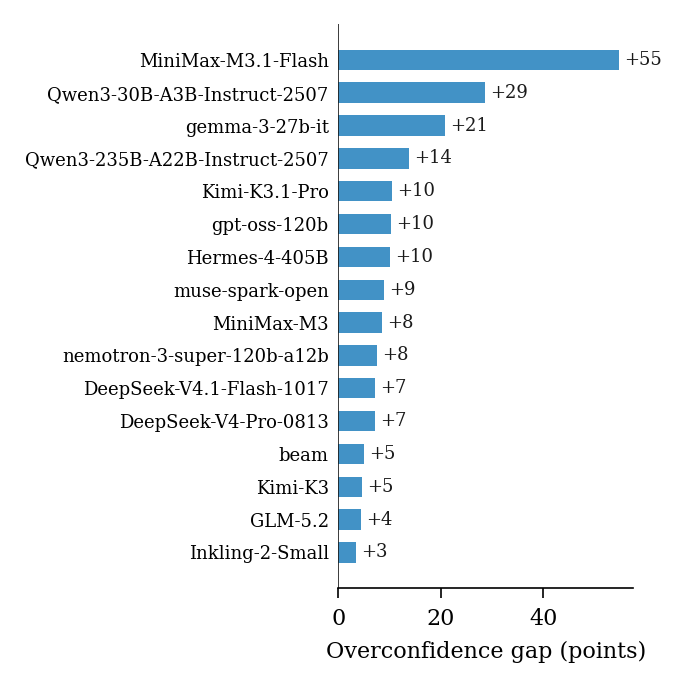 MiniMax-M3.1-Flash +55
Qwen3-30B-A3B-Instruct-2507 +29
gemma-3-27b-it +21
Qwen3-235B-A22B-Instruct-2507 +14
Kimi-K3.1-Pro +10
gpt-oss-120b +10
Hermes-4-405B +10
muse-spark-open +9
MiniMax-M3 +8
nemotron-3-super-120b-a12b +8
DeepSeek-V4.1-Flash-1017 +7
DeepSeek-V4-Pro-0813 +7
beam +5
Kimi-K3 +5
GLM-5.2 +4
Inkling-2-Small +3
0 20 40
Overconfidence gap (points)